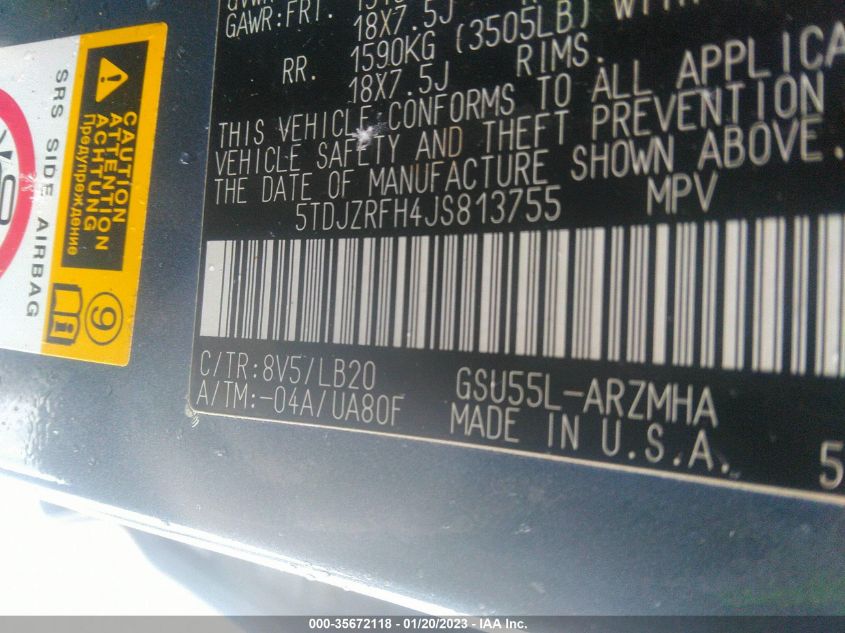 GAWR:FRT.
18X7.5J
RR. 1590KG (3505LB) WITH
18X7.5J RIMS.
THIS VEHICLE CONFORMS TO ALL APPLICA
VEHICLE SAFETY AND THEFT PREVENTION
THE DATE OF MANUFACTURE SHOWN ABOVE.
5TDJZRFH4JS813755 MPV
C/TR:8V5/LB20 GSU55L-ARZMHA
A/TM:-04A/UA80F MADE IN U.S.A.
5
CAUTION
ATTENTION
ACHTUNG
Предупреждение
9
SRS SIDE AIRBAG
000-35672118 - 01/20/2023 - IAA Inc.